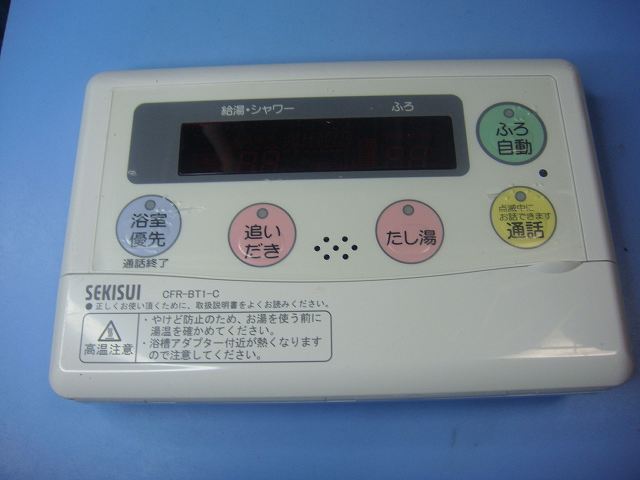 給湯・シャワー
ふろ
ふろ
自動
浴室
優先
通話終了
追い
だき
たし湯
点滅中に
お話できます
通話
SEKISUI CFR-BT1-C
●正しくお使い頂くために、取扱説明書をよくお読みください。
高温注意
・やけど防止のため、お湯を使う前に
湯温を確かめてください。
・浴槽アダプター付近が熱くなります
ので注意してください。